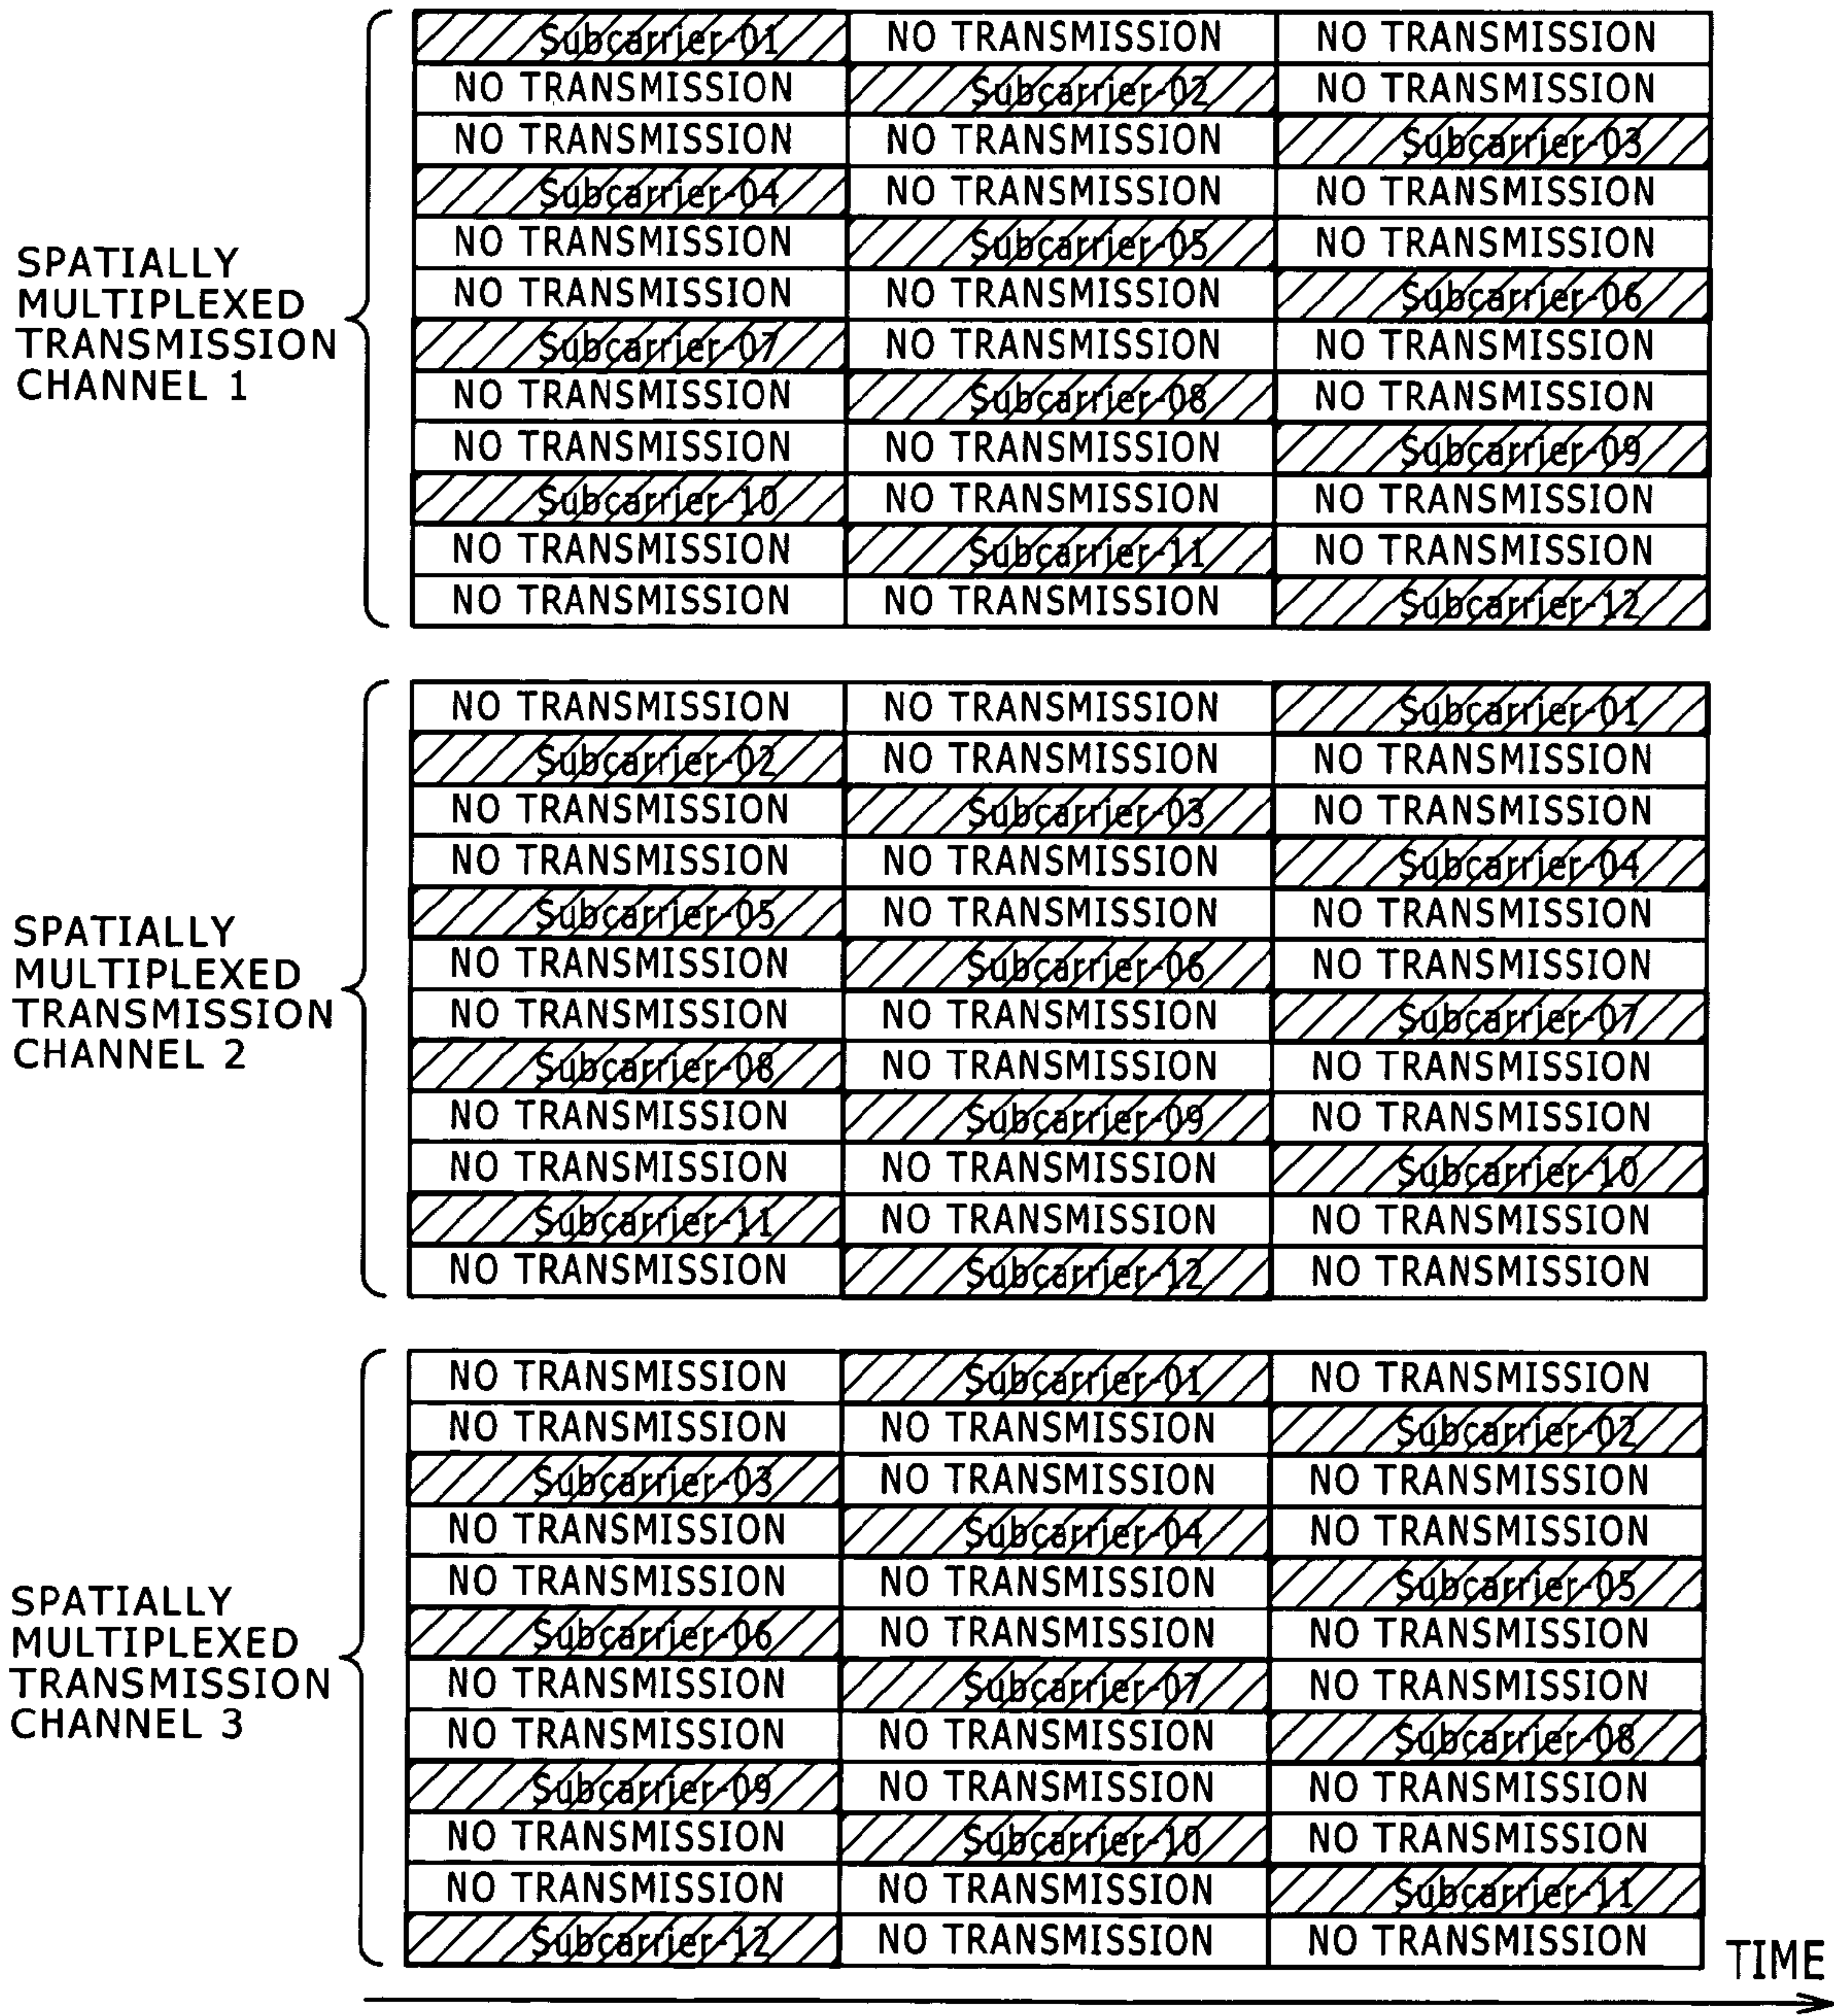 SPATIALLY
MULTIPLEXED
TRANSMISSION
CHANNEL 1
Subcarrier-01 NO TRANSMISSION NO TRANSMISSION
NO TRANSMISSION Subcarrier-02 NO TRANSMISSION
NO TRANSMISSION NO TRANSMISSION Subcarrier-03
Subcarrier-04 NO TRANSMISSION NO TRANSMISSION
NO TRANSMISSION Subcarrier-05 NO TRANSMISSION
NO TRANSMISSION NO TRANSMISSION Subcarrier-06
Subcarrier-07 NO TRANSMISSION NO TRANSMISSION
NO TRANSMISSION Subcarrier-08 NO TRANSMISSION
NO TRANSMISSION NO TRANSMISSION Subcarrier-09
Subcarrier-10 NO TRANSMISSION NO TRANSMISSION
NO TRANSMISSION Subcarrier-11 NO TRANSMISSION
NO TRANSMISSION NO TRANSMISSION Subcarrier-12
SPATIALLY
MULTIPLEXED
TRANSMISSION
CHANNEL 2
NO TRANSMISSION NO TRANSMISSION Subcarrier-01
Subcarrier-02 NO TRANSMISSION NO TRANSMISSION
NO TRANSMISSION Subcarrier-03 NO TRANSMISSION
NO TRANSMISSION NO TRANSMISSION Subcarrier-04
Subcarrier-05 NO TRANSMISSION NO TRANSMISSION
NO TRANSMISSION Subcarrier-06 NO TRANSMISSION
NO TRANSMISSION NO TRANSMISSION Subcarrier-07
Subcarrier-08 NO TRANSMISSION NO TRANSMISSION
NO TRANSMISSION Subcarrier-09 NO TRANSMISSION
NO TRANSMISSION NO TRANSMISSION Subcarrier-10
Subcarrier-11 NO TRANSMISSION NO TRANSMISSION
NO TRANSMISSION Subcarrier-12 NO TRANSMISSION
SPATIALLY
MULTIPLEXED
TRANSMISSION
CHANNEL 3
NO TRANSMISSION Subcarrier-01 NO TRANSMISSION
NO TRANSMISSION NO TRANSMISSION Subcarrier-02
Subcarrier-03 NO TRANSMISSION NO TRANSMISSION
NO TRANSMISSION Subcarrier-04 NO TRANSMISSION
NO TRANSMISSION NO TRANSMISSION Subcarrier-05
Subcarrier-06 NO TRANSMISSION NO TRANSMISSION
NO TRANSMISSION Subcarrier-07 NO TRANSMISSION
NO TRANSMISSION NO TRANSMISSION Subcarrier-08
Subcarrier-09 NO TRANSMISSION NO TRANSMISSION
NO TRANSMISSION Subcarrier-10 NO TRANSMISSION
NO TRANSMISSION NO TRANSMISSION Subcarrier-11
Subcarrier-12 NO TRANSMISSION NO TRANSMISSION
TIME